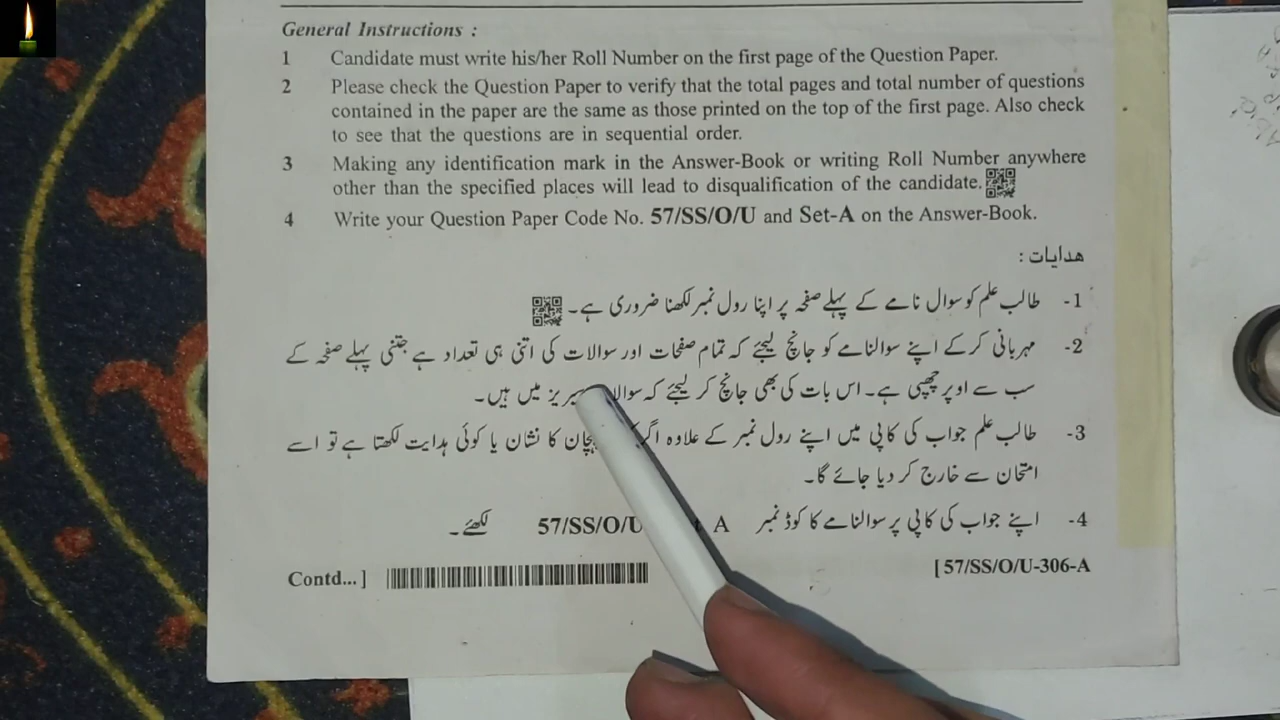 General Instructions :
1 Candidate must write his/her Roll Number on the first page of the Question Paper.
2 Please check the Question Paper to verify that the total pages and total number of questions
contained in the paper are the same as those printed on the top of the first page. Also check
to see that the questions are in sequential order.
3 Making any identification mark in the Answer-Book or writing Roll Number anywhere
other than the specified places will lead to disqualification of the candidate.
4 Write your Question Paper Code No. 57/SS/O/U and Set-A on the Answer-Book.
ھدایات :
1- طالب علم کو سوال نامے کے پہلے صفحہ پر اپنا رول نمبر لکھنا ضروری ہے۔
2- مہربانی کرکے اپنے سوالنامے کو جانچ لیجئے کہ تمام صفحات اور سوالات کی اتنی ہی تعداد ہے جتنی پہلے صفحہ کے
سب سے اوپر چھپی ہے۔ اس بات کی بھی جانچ کر لیجئے کہ میں ہیں۔
3- طالب علم جواب کی کاپی میں اپنے رول نمبر کے علاوہ کا نشان یا کوئی ہدایت لکھتا ہے تو اسے
امتحان سے خارج کر دیا جائے گا۔
4- اپنے جواب کی کاپی پر سوالنامے کا کوڈ نمبر A 57/SS/O/U لکھئے۔
[ 57/SS/O/U-306-A
Contd... ]